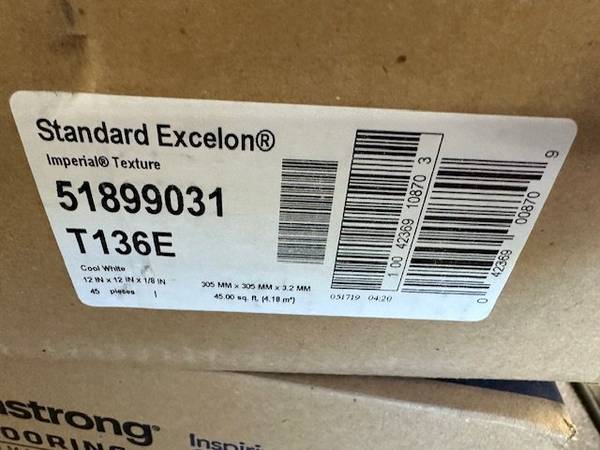 Standard Excelon®
Imperial® Texture
51899031
T136E
Cool White
12 IN x 12 IN x 1/8 IN
305 MM x 305 MM x 3.2 MM
45 pieces
45.00 sq. ft. (4.18 m²)
051719 04:20
1 00 42369 10870 3
0 42369 00870 9
strong®
Inspiri
OORING